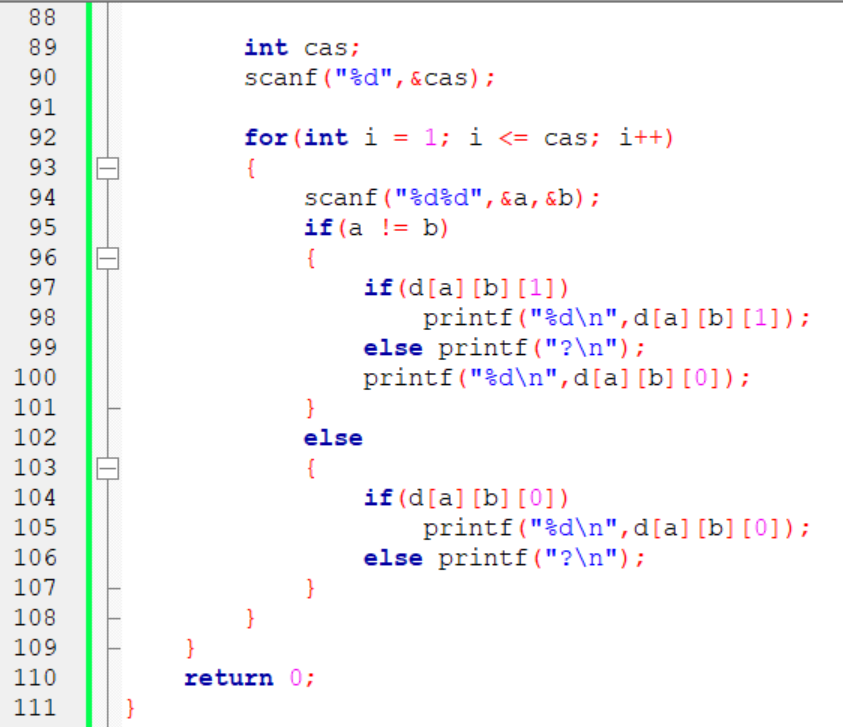 88
89 int cas;
90 scanf("%d",&cas);
91
92 for(int i = 1; i <= cas; i++)
93 {
94 scanf("%d%d",&a,&b);
95 if(a != b)
96 {
97 if(d[a][b][1])
98 printf("%d\n",d[a][b][1]);
99 else printf("?\n");
100 printf("%d\n",d[a][b][0]);
101 }
102 else
103 {
104 if(d[a][b][0])
105 printf("%d\n",d[a][b][0]);
106 else printf("?\n");
107 }
108 }
109 }
110 return 0;
111 }